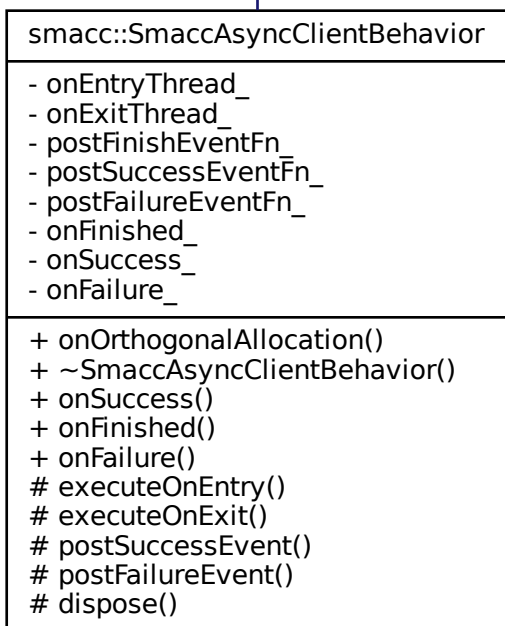 smacc::SmaccAsyncClientBehavior
- onEntryThread_
- onExitThread_
- postFinishEventFn_
- postSuccessEventFn_
- postFailureEventFn_
- onFinished_
- onSuccess_
- onFailure_
+ onOrthogonalAllocation()
+ ~SmaccAsyncClientBehavior()
+ onSuccess()
+ onFinished()
+ onFailure()
# executeOnEntry()
# executeOnExit()
# postSuccessEvent()
# postFailureEvent()
# dispose()